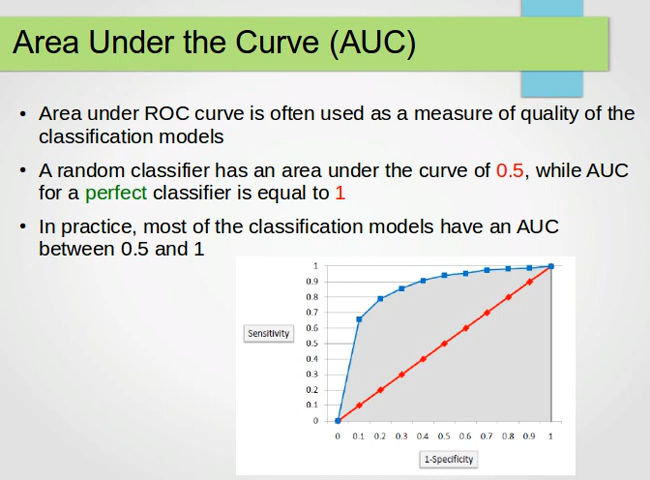 Area Under the Curve (AUC)
• Area under ROC curve is often used as a measure of quality of the
classification models
• A random classifier has an area under the curve of 0.5, while AUC
for a perfect classifier is equal to 1
• In practice, most of the classification models have an AUC
between 0.5 and 1
1
0.9
0.8
0.7
0.6
Sensitivity
0.5
0.4
0.3
0.2
0.1
0
0 0.1 0.2 0.3 0.4 0.5 0.6 0.7 0.8 0.9 1
1-Specificity